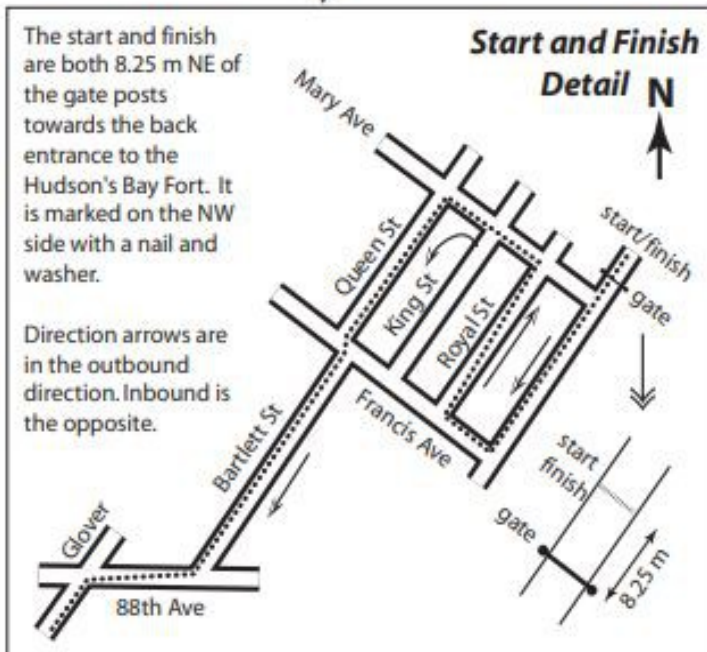 The start and finish
are both 8.25 m NE of
the gate posts
towards the back
entrance to the
Hudson's Bay Fort. It
is marked on the NW
side with a nail and
washer.
Direction arrows are
in the outbound
direction. Inbound is
the opposite.
Start and Finish
Detail
N
Mary Ave
Queen St
King St
Royal St
start/finish
gate
Francis Ave
Bartlett St
Glover
88th Ave
start
finish
gate
8.25 m